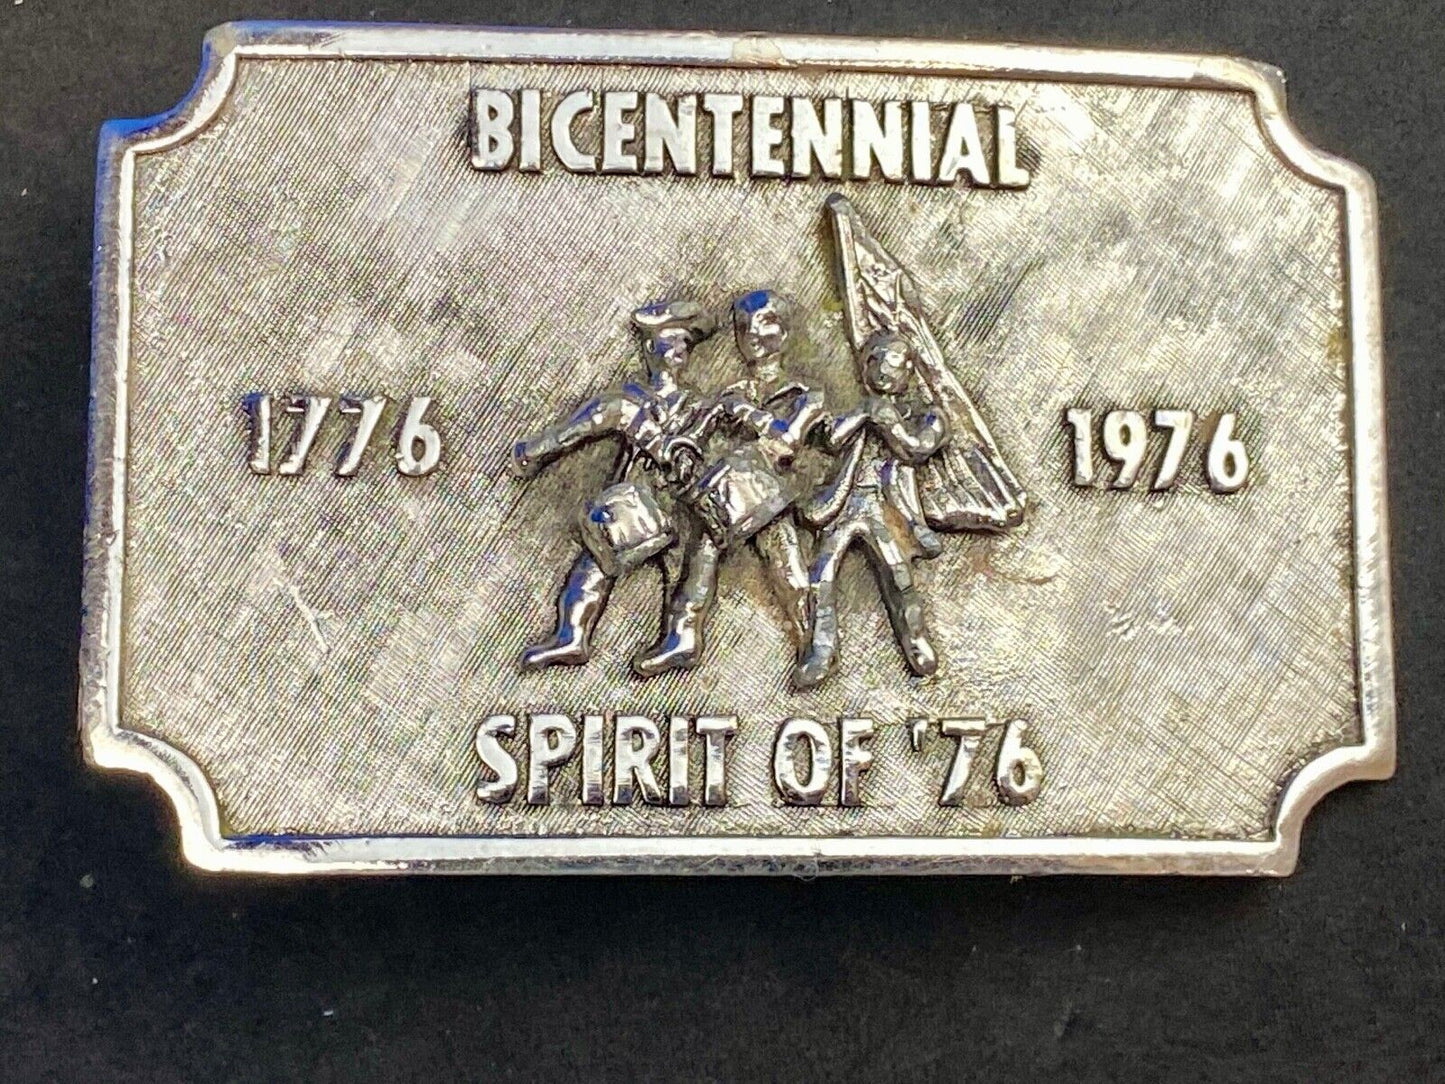 BICENTENNIAL
1776 1976
SPIRIT OF '76